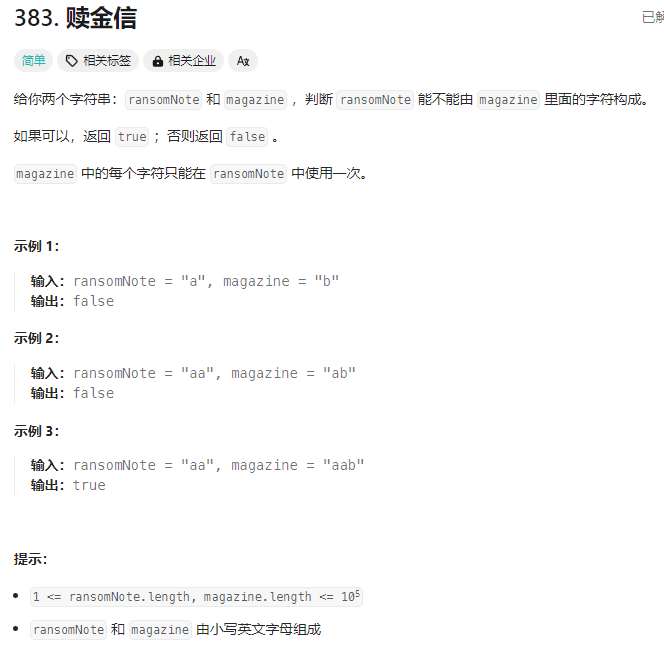 383. 赎金信
已解
简单 相关标签 相关企业 Aʐ
给你两个字符串：ransomNote 和 magazine ，判断 ransomNote 能不能由 magazine 里面的字符构成。
如果可以，返回 true ；否则返回 false 。
magazine 中的每个字符只能在 ransomNote 中使用一次。
示例 1：
输入：ransomNote = "a", magazine = "b"
输出：false
示例 2：
输入：ransomNote = "aa", magazine = "ab"
输出：false
示例 3：
输入：ransomNote = "aa", magazine = "aab"
输出：true
提示：
• 1 <= ransomNote.length, magazine.length <= 10⁵
• ransomNote 和 magazine 由小写英文字母组成